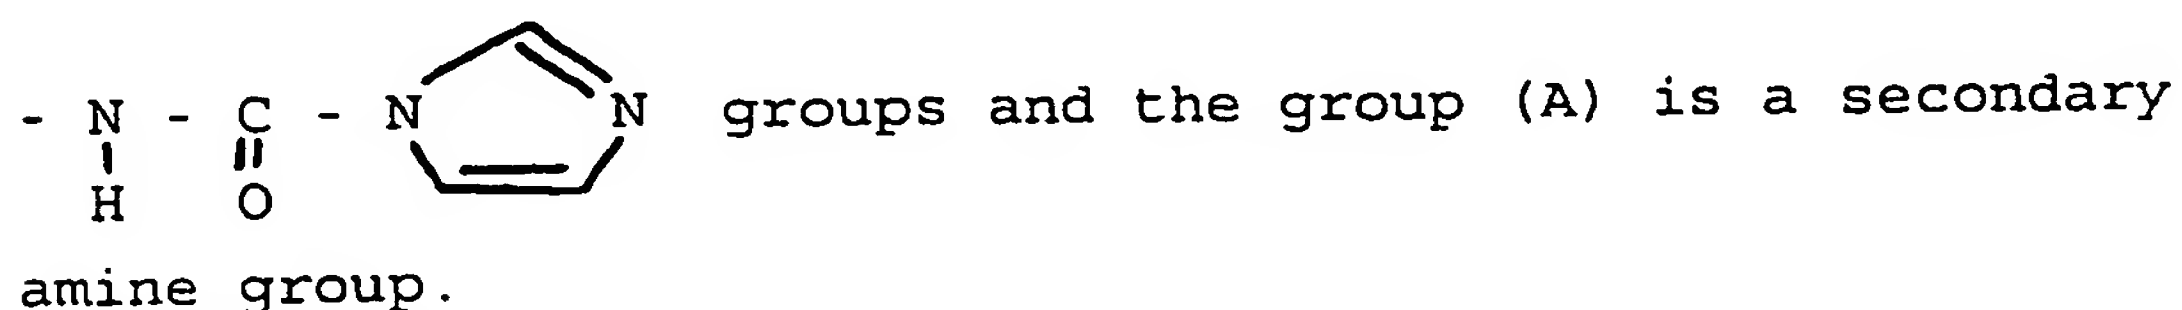 - N - C - N N groups and the group (A) is a secondary
H O
amine group.